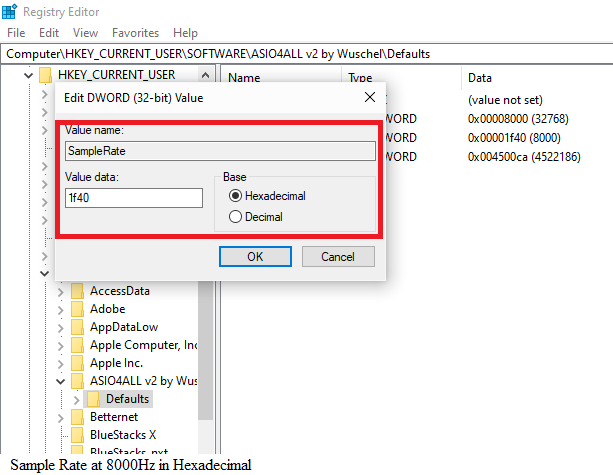 Registry Editor
File Edit View Favorites Help
Computer\HKEY_CURRENT_USER\SOFTWARE\ASIO4ALL v2 by Wuschel\Defaults
HKEY_CURRENT_USER
Name Type Data
(value not set)
WORD 0x00008000 (32768)
WORD 0x00001f40 (8000)
WORD 0x004500ca (4522186)
Edit DWORD (32-bit) Value
Value name:
SampleRate
Value data:
1f40
Base
Hexadecimal
Decimal
OK Cancel
AccessData
Adobe
AppDataLow
Apple Computer, Inc
Apple Inc.
ASIO4ALL v2 by Wus
Defaults
Betternet
BlueStacks X
BlueStacks_nxt
Sample Rate at 8000Hz in Hexadecimal